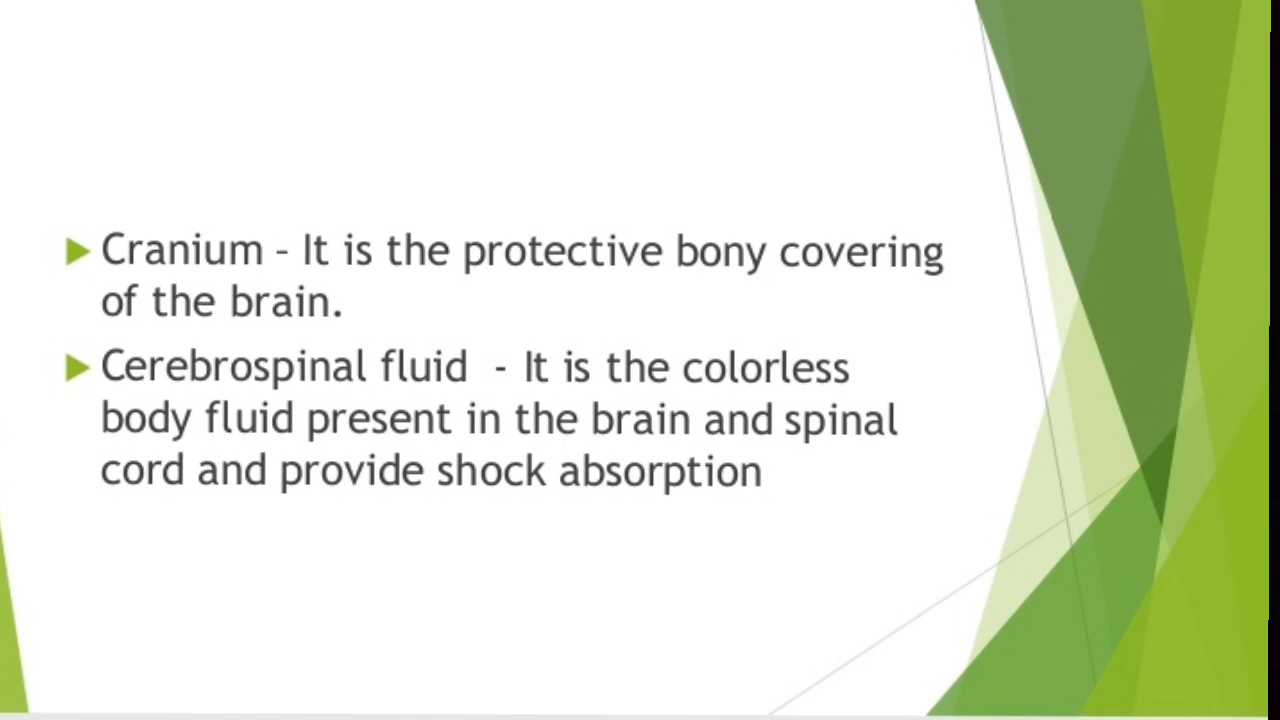 Cranium – It is the protective bony covering
of the brain.
Cerebrospinal fluid  - It is the colorless
body fluid present in the brain and spinal
cord and provide shock absorption